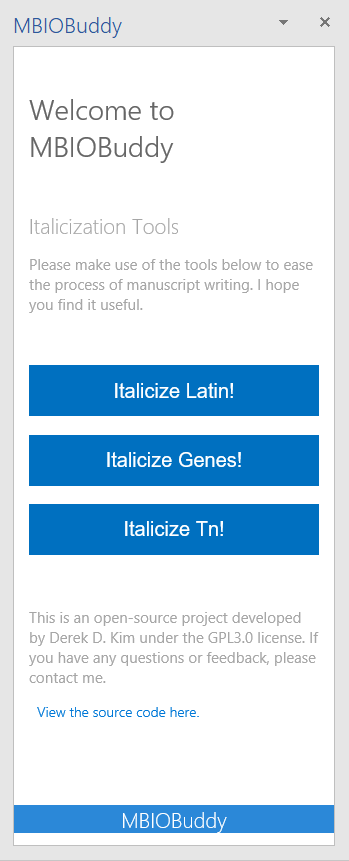 MBIOBuddy
Welcome to
MBIOBuddy
Italicization Tools
Please make use of the tools below to ease
the process of manuscript writing. I hope
you find it useful.
Italicize Latin!
Italicize Genes!
Italicize Tn!
This is an open-source project developed
by Derek D. Kim under the GPL3.0 license. If
you have any questions or feedback, please
contact me.
View the source code here.
MBIOBuddy